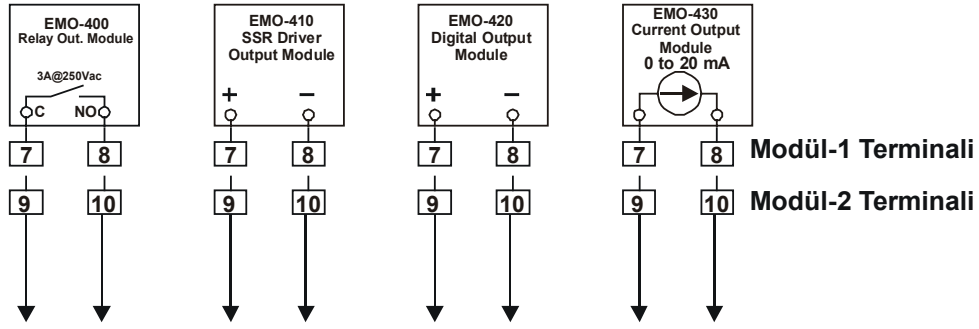 EMO-400
Relay Out. Module
3A@250Vac
C NO
EMO-410
SSR Driver
Output Module
+ −
EMO-420
Digital Output
Module
+ −
EMO-430
Current Output
Module
0 to 20 mA
7 8 7 8 7 8 7 8 Modül-1 Terminali
9 10 9 10 9 10 9 10 Modül-2 Terminali